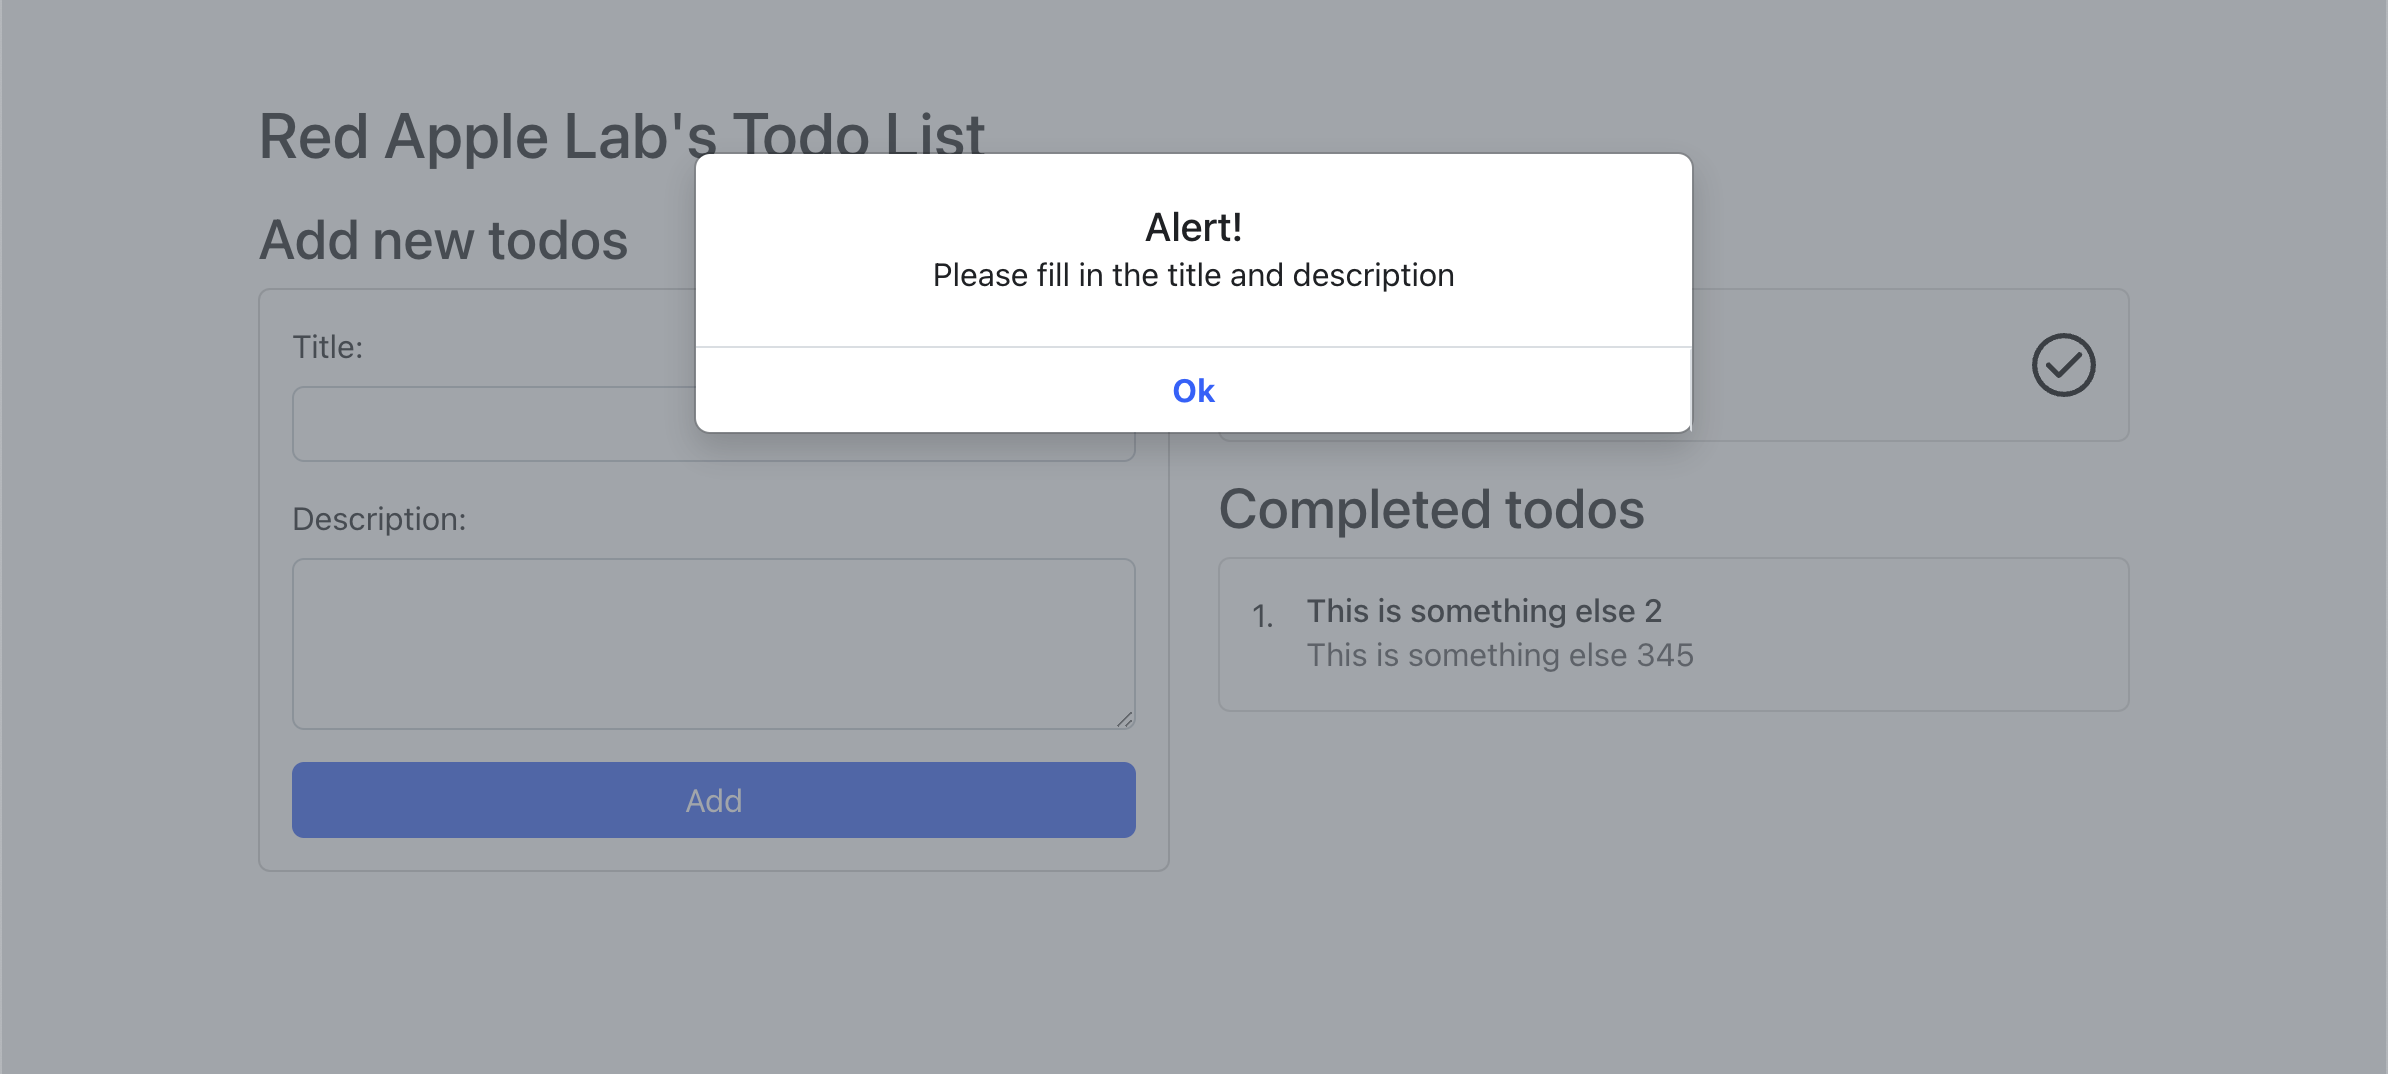 Red Apple Lab's Todo List
Add new todos
Alert!
Please fill in the title and description
Ok
Title:
Description:
Add
Completed todos
1. This is something else 2
This is something else 345